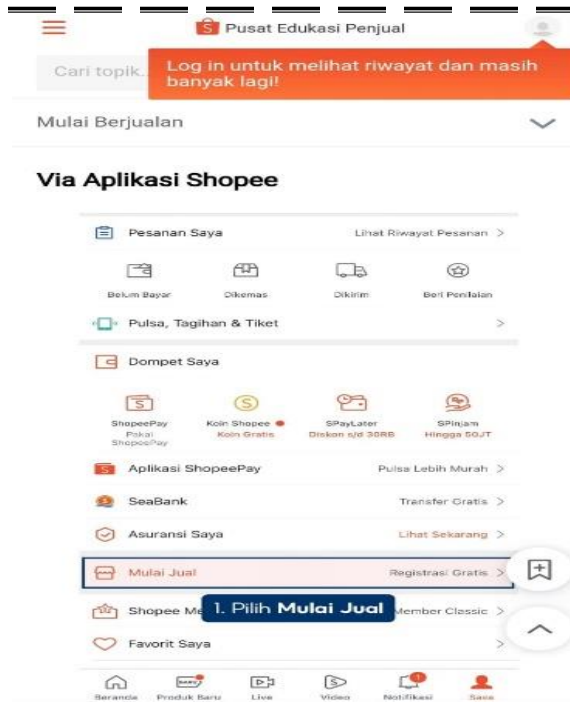 Pusat Edukasi Penjual
Cari topik.
Log in untuk melihat riwayat dan masih
banyak lagi!
Mulai Berjualan
Via Aplikasi Shopee
Pesanan Saya Lihat Riwayat Pesanan >
Belum Bayar Dikemas Dikirim Beri Penilaian
Pulsa, Tagihan & Tiket >
Dompet Saya
ShopeePay Koin Shopee SPayLater SPinjam
Pakai Koin Gratis Diskon s/d 30RB Hingga 50JT
ShopeePay
Aplikasi ShopeePay Pulsa Lebih Murah >
SeaBank Transfer Gratis >
Asuransi Saya Lihat Sekarang >
Mulai Jual Registrasi Gratis >
Shopee Me 1. Pilih Mulai Jual Member Classic >
Favorit Saya >
Beranda Produk Baru Live Video Notifikasi Saya